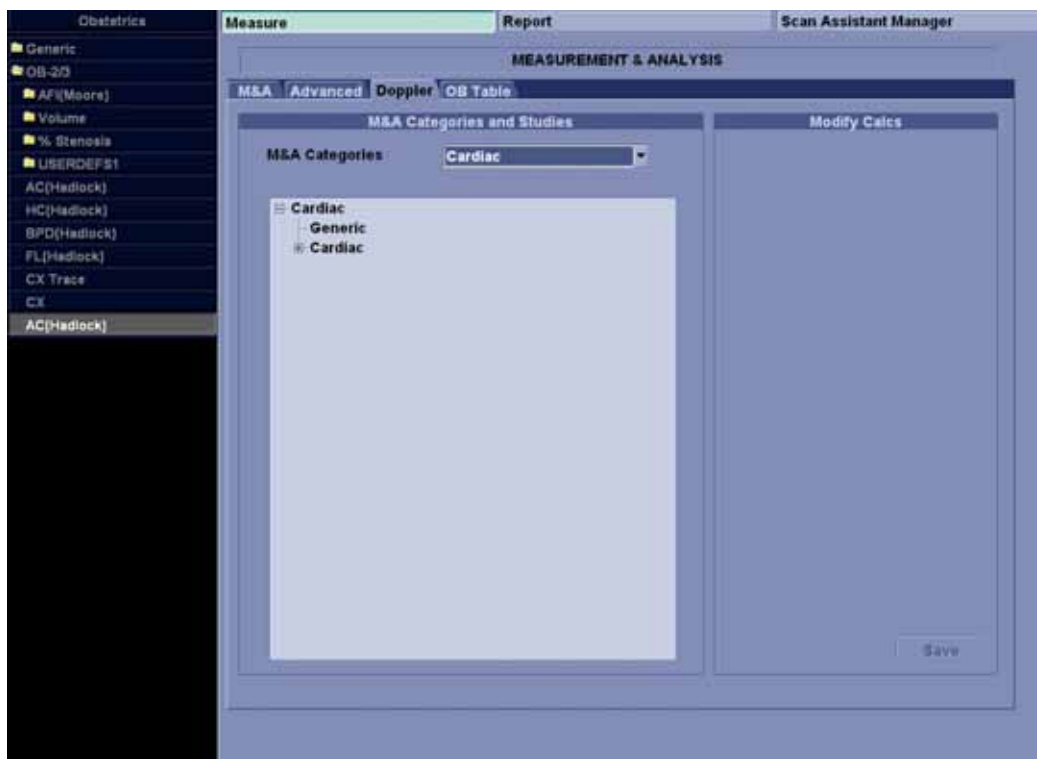 Obstetrics
Measure
Report
Scan Assistant Manager
Generic
OB-2/3
AFI(Moore)
Volume
% Stenosis
USERDEFS1
AC(Hadlock)
HC(Hadlock)
BPD(Hadlock)
FL(Hadlock)
CX Trace
CX
AC(Hadlock)
MEASUREMENT & ANALYSIS
M&A Advanced Doppler OB Table
M&A Categories and Studies
M&A Categories Cardiac
Cardiac
Generic
Cardiac
Modify Calcs
Save